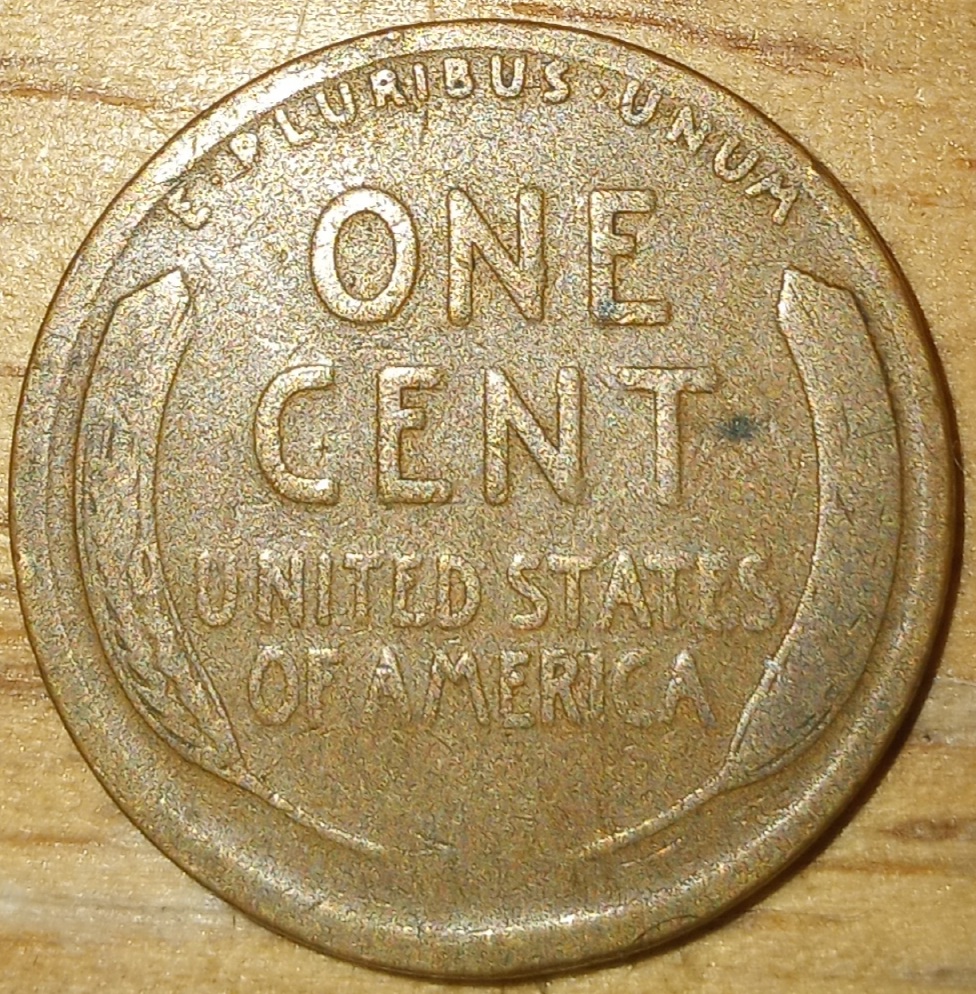 E·PLURIBUS·UNUM
ONE
CENT
UNITED STATES
OF AMERICA